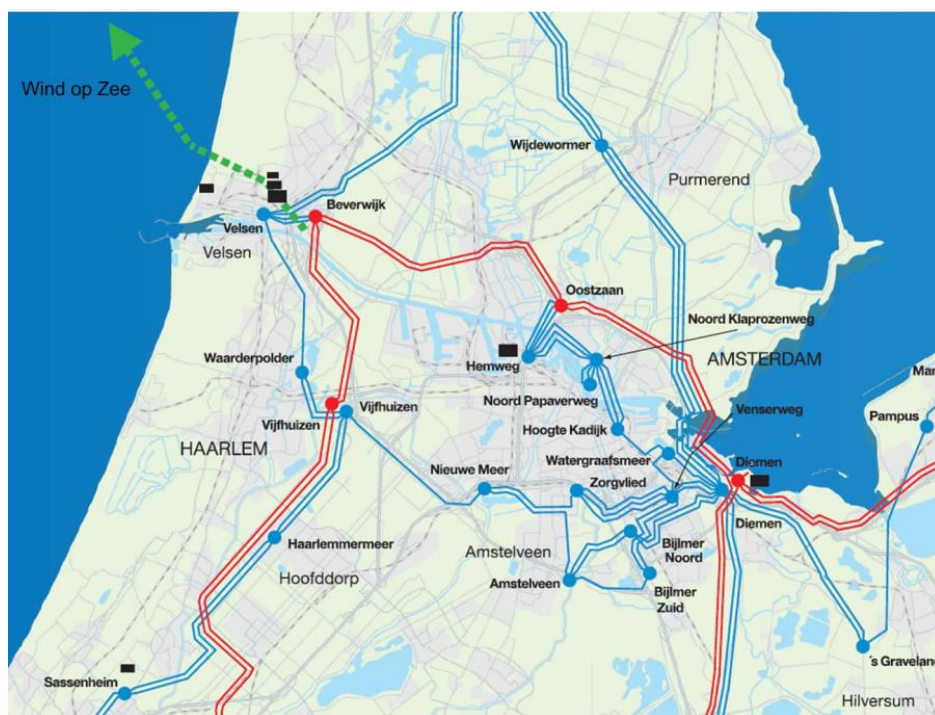 Wind op Zee
Wijdewormer
Purmerend
Beverwijk
Velsen
Velsen
Oostzaan
Noord Klaprozenweg
Hemweg
AMSTERDAM
Waarderpolder
Noord Papaverweg
Vijfhuizen
Vijfhuizen
Hoogte Kadijk
Venserweg
Pampus
HAARLEM
Nieuwe Meer
Watergraafsmeer
Zorgvlied
Diemen
Diemen
Haarlemmermeer
Hoofddorp
Amstelveen
Bijlmer
Noord
Amstelveen
Bijlmer
Zuid
Sassenheim
Hilversum